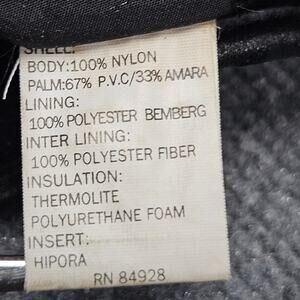 SHELL:
BODY:100% NYLON
PALM:67% P.V.C/33% AMARA
LINING:
100% POLYESTER BEMBERG
INTER LINING:
100% POLYESTER FIBER
INSULATION:
THERMOLITE
POLYURETHANE FOAM
INSERT:
HIPORA
RN 84928